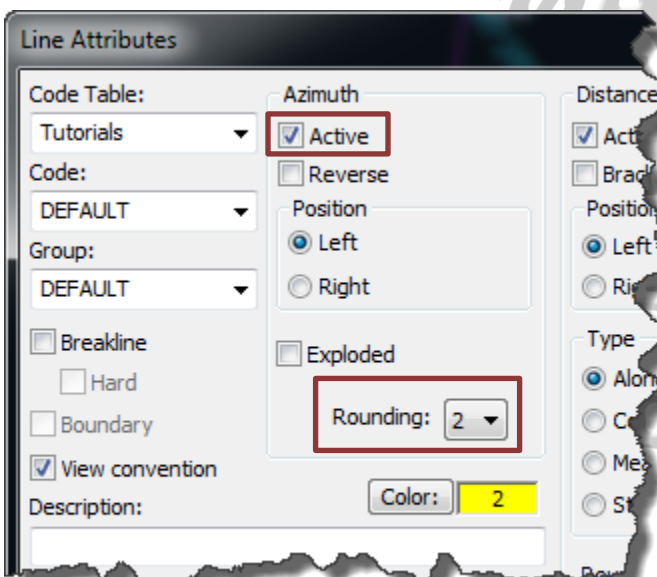 Line Attributes
Code Table:
Tutorials
Code:
DEFAULT
Group:
DEFAULT
Breakline
Hard
Boundary
View convention
Description:
Azimuth
Active
Reverse
Position
Left
Right
Exploded
Rounding: 2
Color: 2
Distance
Left
Type